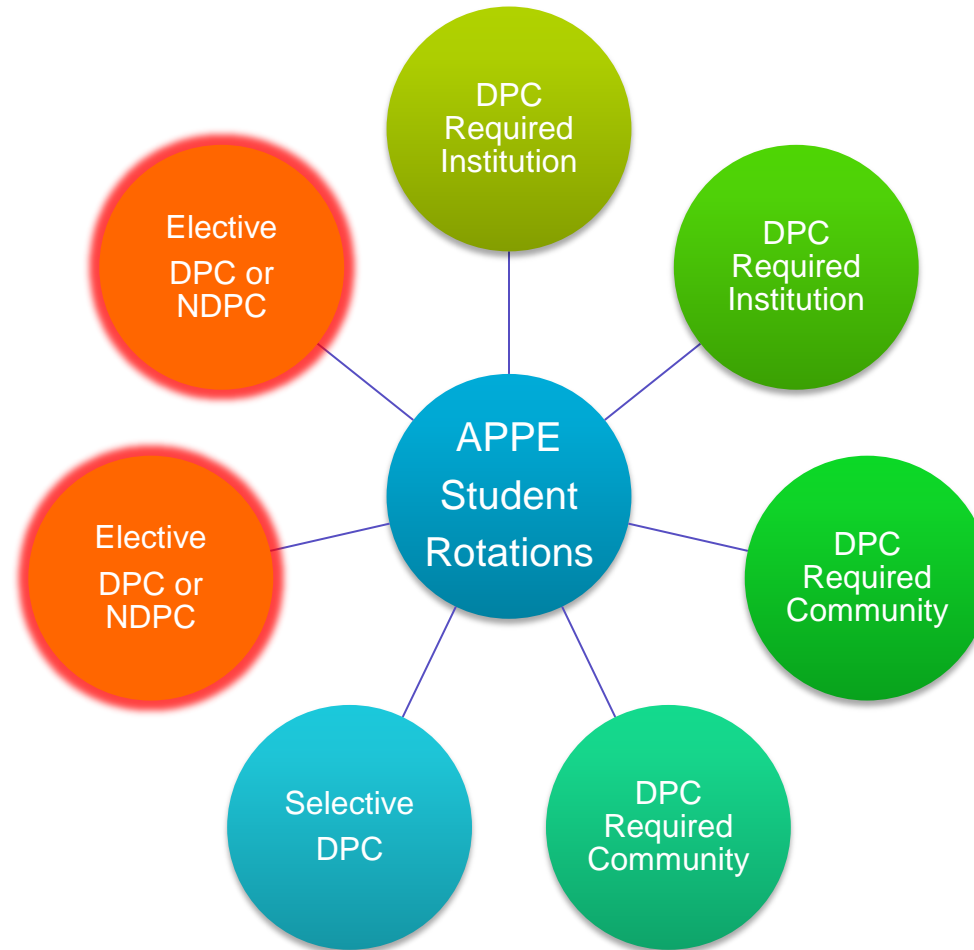 DPC
Required
Institution
DPC
Required
Institution
DPC
Required
Community
DPC
Required
Community
Selective
DPC
Elective
DPC or
NDPC
Elective
DPC or
NDPC
APPE
Student
Rotations